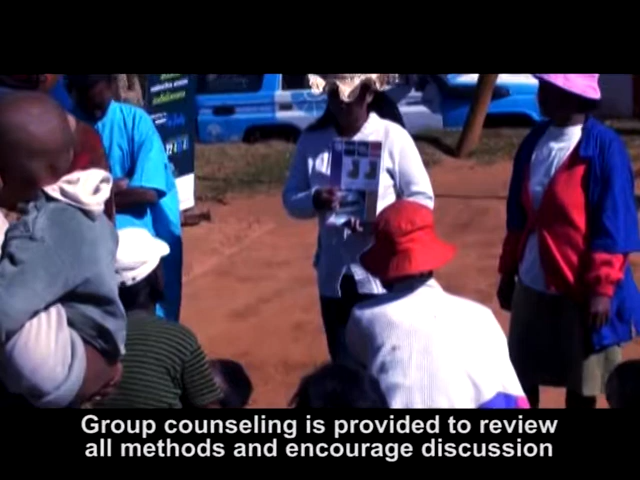 Group counseling is provided to review
all methods and encourage discussion